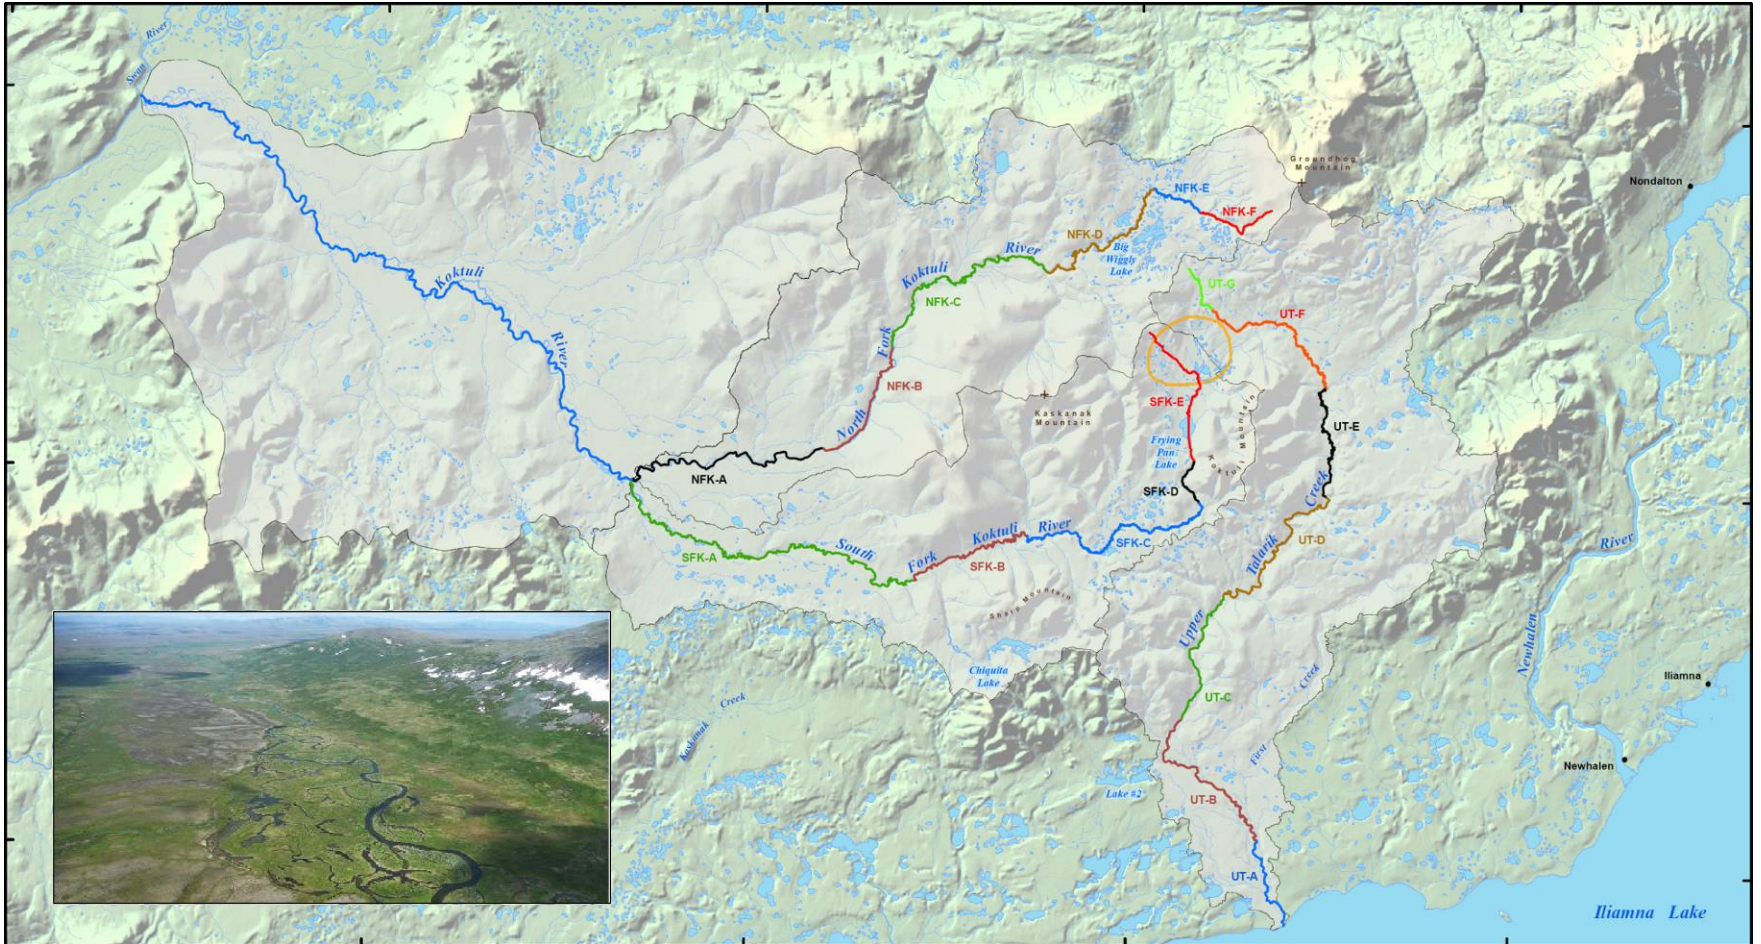 Swan River
Groundhog
Mountain
Nondalton
NFK-E
NFK-F
NFK-D
Big
Wiggly
Lake
Koktuli River
NFK-C
UT-G
UT-F
Koktuli
River
North Fork
NFK-B
SFK-E
Kaskanak
Mountain
Koktuli Mountain
UT-E
Frying
Pan
Lake
NFK-A
SFK-D
Creek
South
SFK-A
Fork Koktuli River
SFK-C
SFK-B
UT-D
Talarik
River
Sharp Mountain
Upper
Newhalen
Chiquita
Lake
Creek
Iliamna
UT-C
Kaskanak Creek
First
Newhalen
Lake #2
UT-B
UT-A
Iliamna Lake